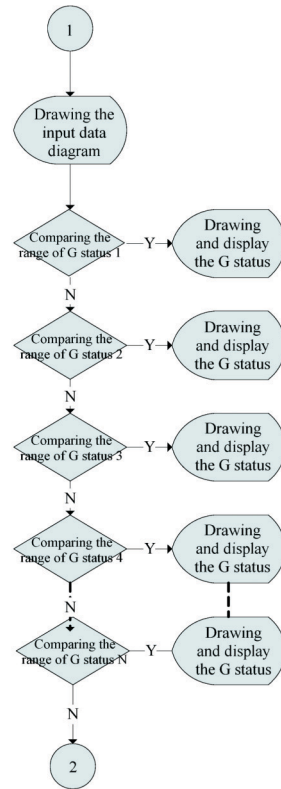 1
Drawing the
input data
diagram
Comparing the
range of G status 1
Y
Drawing
and display
the G status
N
Comparing the
range of G status 2
Y
Drawing
and display
the G status
N
Comparing the
range of G status 3
Y
Drawing
and display
the G status
N
Comparing the
range of G status 4
Y
Drawing
and display
the G status
N
Comparing the
range of G status N
Y
Drawing
and display
the G status
N
2